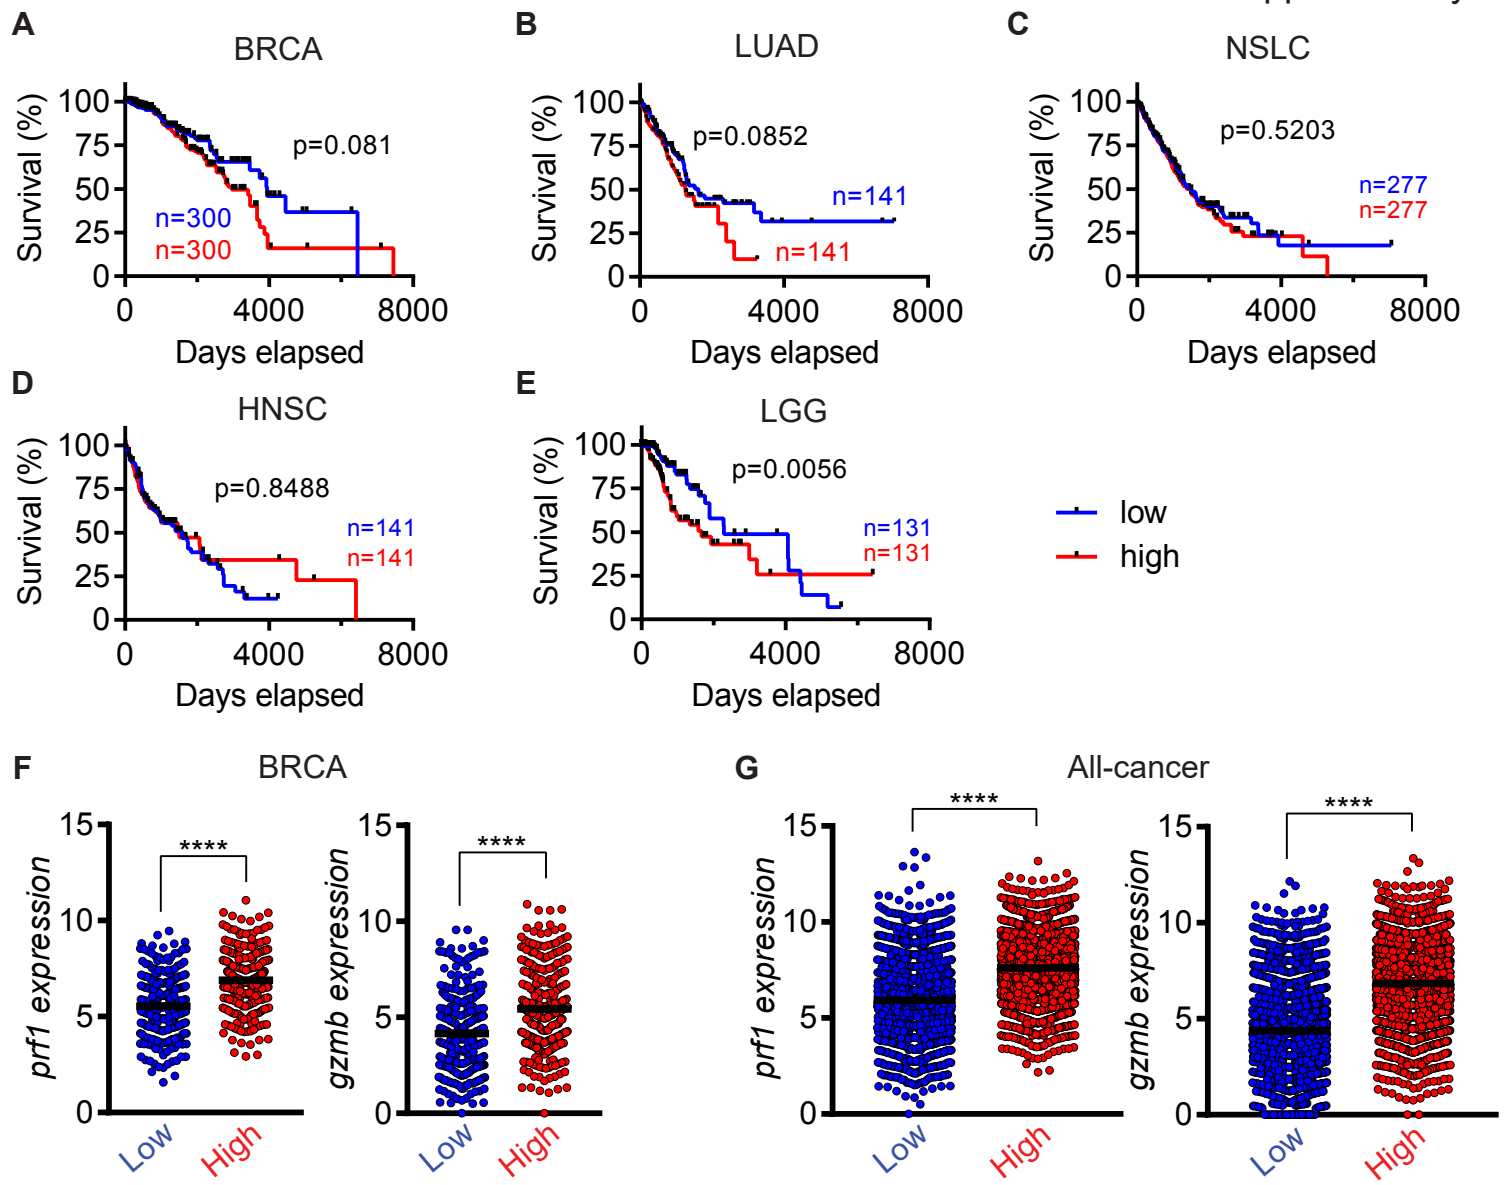 A
BRCA
Survival (%)
100
75
50
25
0
p=0.081
n=300
n=300
0
4000
8000
Days elapsed
B
LUAD
Survival (%)
100
75
50
25
0
p=0.0852
n=141
n=141
0
4000
8000
Days elapsed
C
NSLC
Survival (%)
100
75
50
25
0
p=0.5203
n=277
n=277
0
4000
8000
Days elapsed
D
HNSC
Survival (%)
100
75
50
25
0
p=0.8488
n=141
n=141
0
4000
8000
Days elapsed
E
LGG
Survival (%)
100
75
50
25
0
p=0.0056
n=131
n=131
0
4000
8000
Days elapsed
low
high
F
BRCA
prf1 expression
15
10
5
0
****
Low
High
gzmb expression
15
10
5
0
****
Low
High
G
All-cancer
prf1 expression
15
10
5
0
****
Low
High
gzmb expression
15
10
5
0
****
Low
High